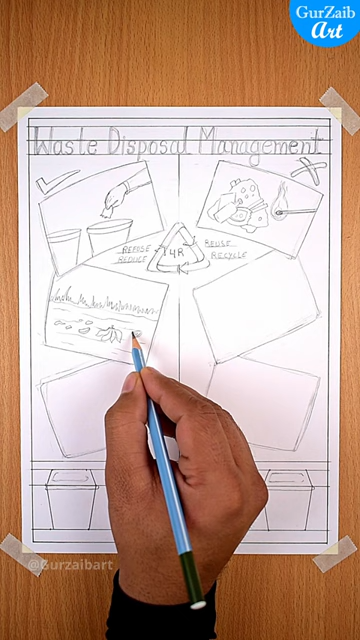 GurZaib
Art
Waste Disposal Management
4R
REFUSE
REDUCE
REUSE
RECYCLE
@Gurzaibart